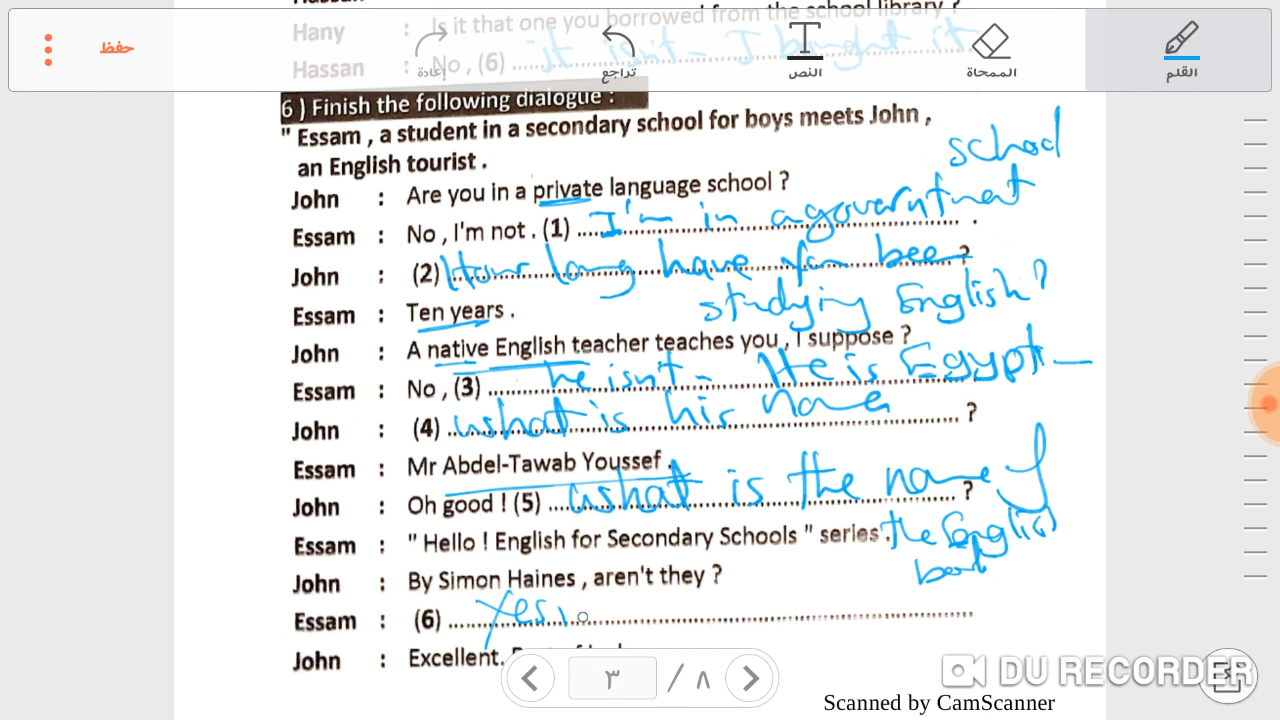 Hany : Is it that one you borrowed from the school library ?
Hassan : No, (6) it isn't - I bought it
حفظ
إعادة
تراجع
النص
الممحاة
القلم
6 ) Finish the following dialogue :
" Essam , a student in a secondary school for boys meets John ,
an English tourist .
John : Are you in a private language school ?
school
Essam : No , I'm not . (1) I'm in a
John : (2) How long have you been ?
studying English?
Essam : Ten years .
John : A native English teacher teaches you , I suppose ?
Essam : No , (3) he isn't - He is Egypt-
John : (4) what is his name ?
Essam : Mr Abdel-Tawab Youssef .
John : Oh good ! (5) what is the name of ?
Essam : " Hello ! English for Secondary Schools " series . the English
John : By Simon Haines , aren't they ?
Essam : (6) Yes,
John : Excellent.
٣ / ٨
DU RECORDER
Scanned by CamScanner